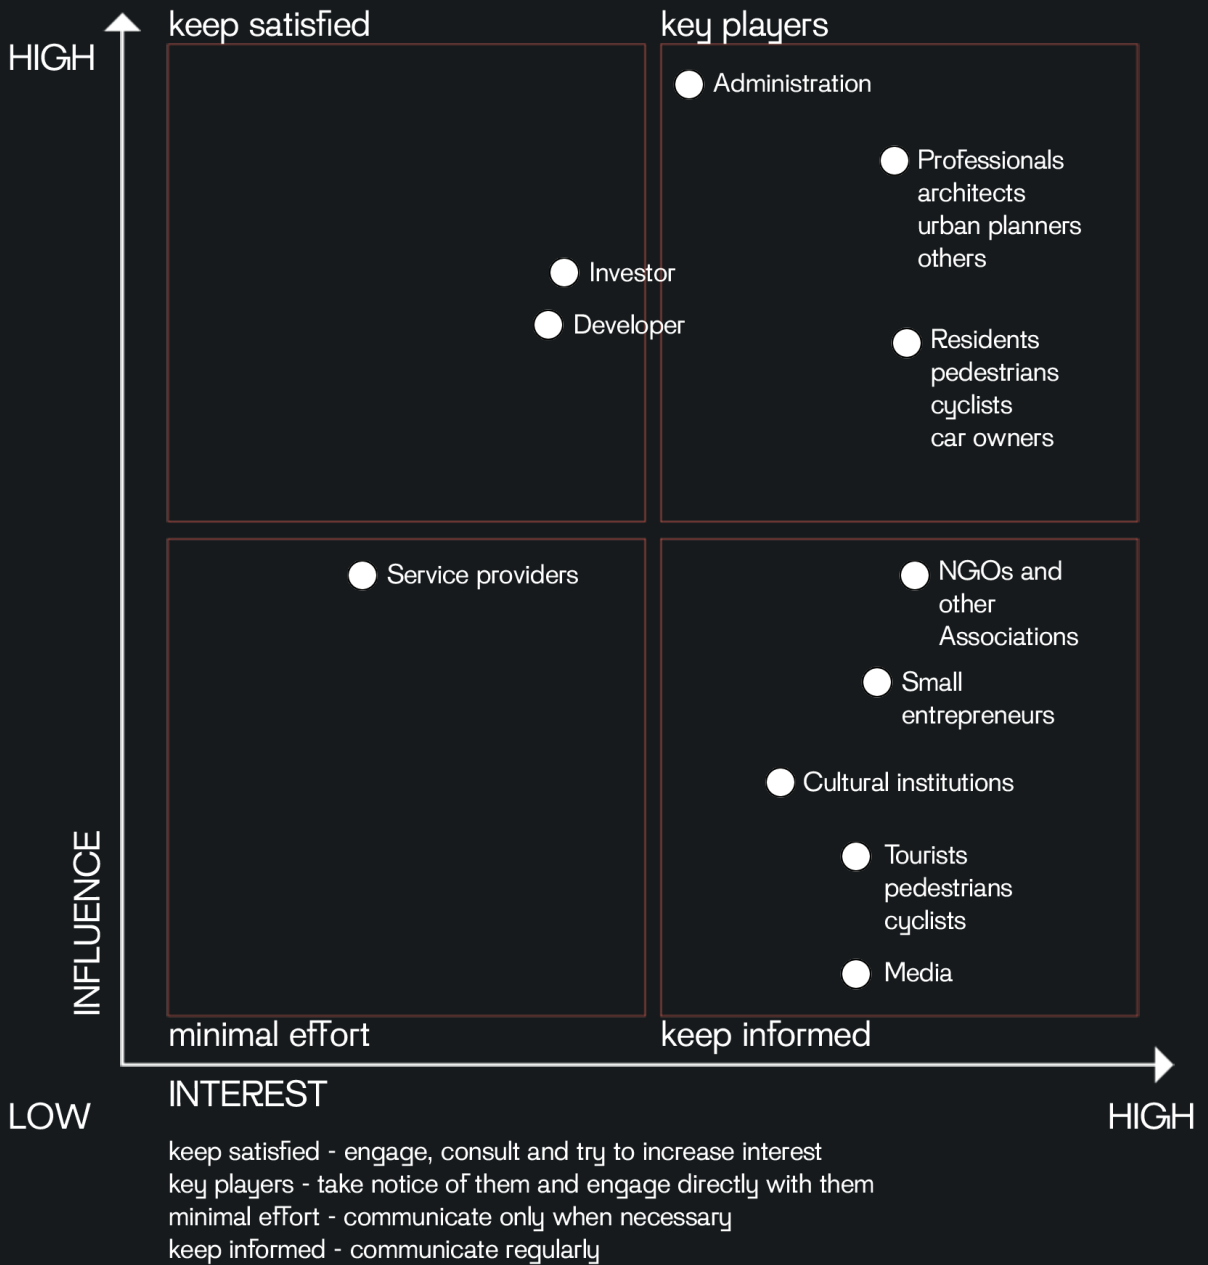 keep satisfied
key players
HIGH
Administration
Professionals
architects
urban planners
others
Investor
Developer
Residents
pedestrians
cyclists
car owners
Service providers
NGOs and
other
Associations
Small
entrepreneurs
Cultural institutions
Tourists
pedestrians
cyclists
Media
INFLUENCE
minimal effort
keep informed
INTEREST
LOW
HIGH
keep satisfied - engage, consult and try to increase interest
key players - take notice of them and engage directly with them
minimal effort - communicate only when necessary
keep informed - communicate regularly